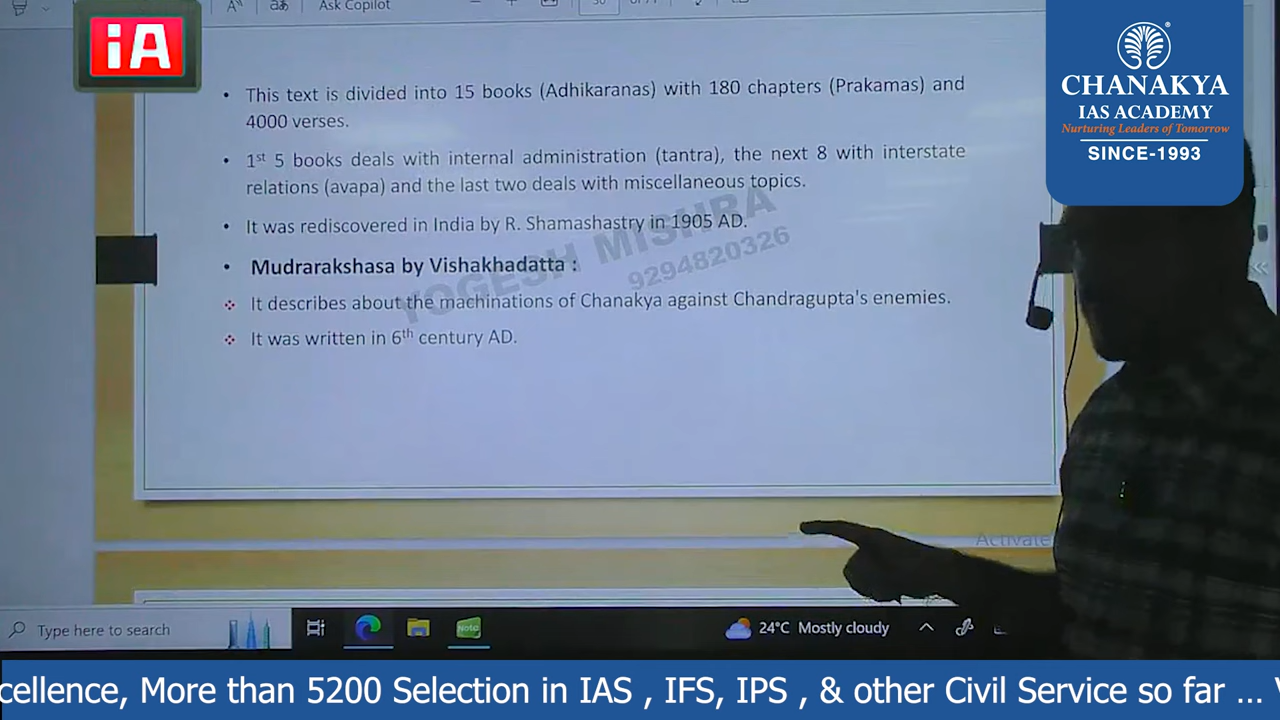 Ask Copilot
iA
CHANAKYA
IAS ACADEMY
Nurturing Leaders of Tomorrow
SINCE-1993
• This text is divided into 15 books (Adhikaranas) with 180 chapters (Prakamas) and
4000 verses.
• 1st 5 books deals with internal administration (tantra), the next 8 with interstate
relations (avapa) and the last two deals with miscellaneous topics.
• It was rediscovered in India by R. Shamashastry in 1905 AD.
YOGESH MISHRA
9294820326
• Mudrarakshasa by Vishakhadatta :
It describes about the machinations of Chanakya against Chandragupta's enemies.
It was written in 6th century AD.
Activate
Type here to search
Note
24°C Mostly cloudy
cellence, More than 5200 Selection in IAS , IFS, IPS , & other Civil Service so far ...